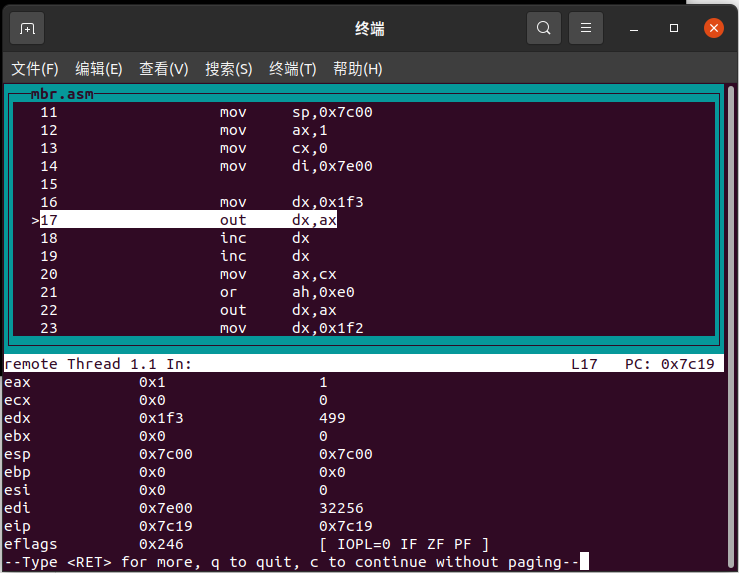 终端
文件(F) 编辑(E) 查看(V) 搜索(S) 终端(T) 帮助(H)
mbr.asm
11 mov sp,0x7c00
12 mov ax,1
13 mov cx,0
14 mov di,0x7e00
15
16 mov dx,0x1f3
>17 out dx,ax
18 inc dx
19 inc dx
20 mov ax,cx
21 or ah,0xe0
22 out dx,ax
23 mov dx,0x1f2
remote Thread 1.1 In: L17 PC: 0x7c19
eax 0x1 1
ecx 0x0 0
edx 0x1f3 499
ebx 0x0 0
esp 0x7c00 0x7c00
ebp 0x0 0x0
esi 0x0 0
edi 0x7e00 32256
eip 0x7c19 0x7c19
eflags 0x246 [ IOPL=0 IF ZF PF ]
--Type <RET> for more, q to quit, c to continue without paging--